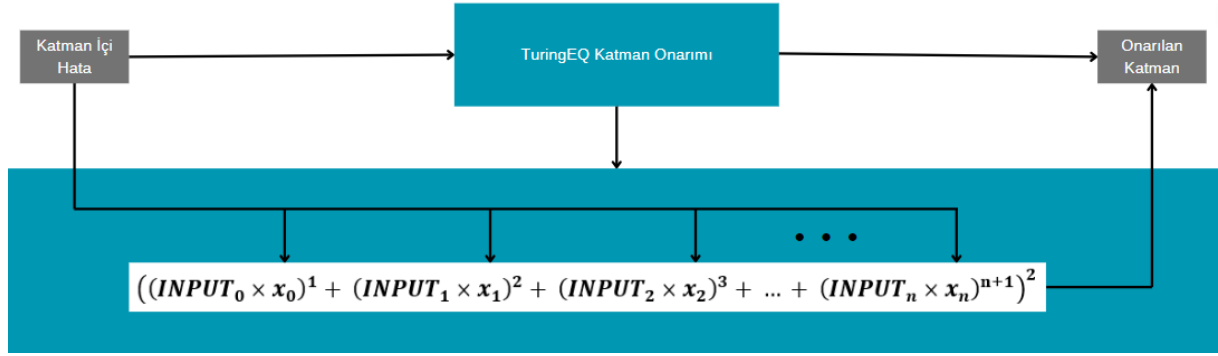 Katman İçi
Hata
TuringEQ Katman Onarımı
Onarılan
Katman
• • •
((INPUT₀ × x₀)¹ + (INPUT₁ × x₁)² + (INPUT₂ × x₂)³ + … + (INPUTₙ × xₙ)ⁿ⁺¹)²